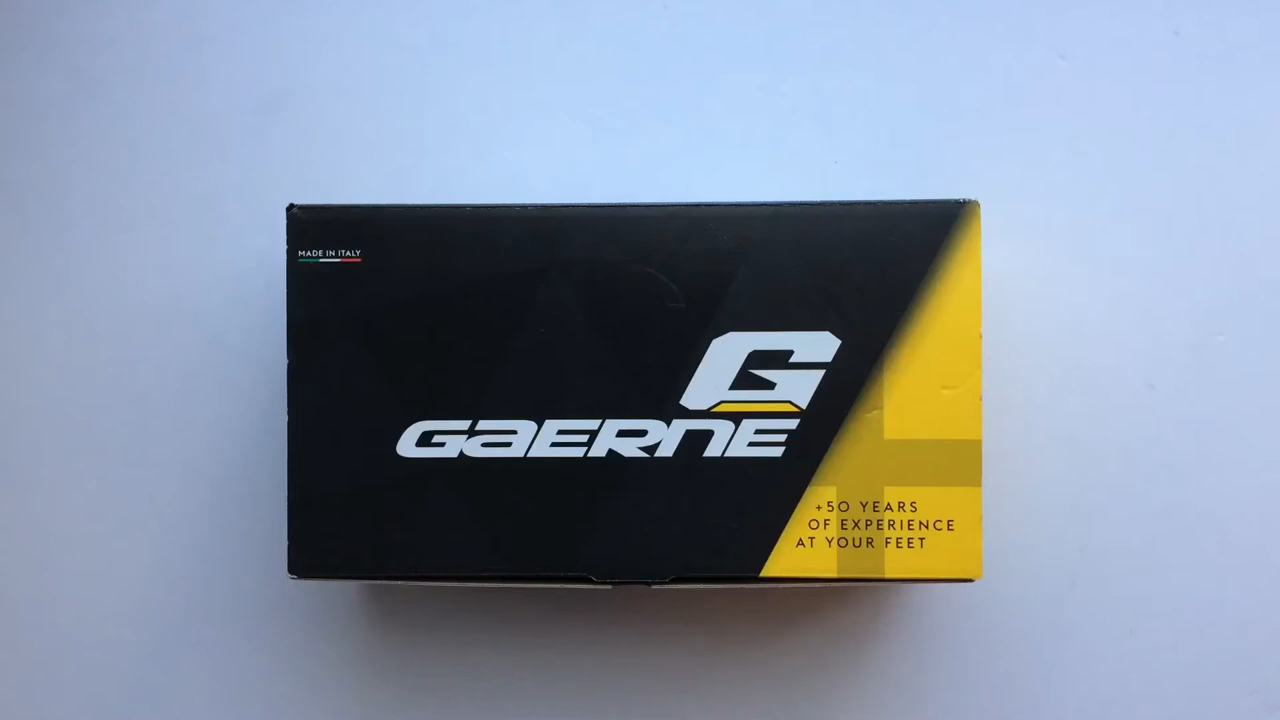 MADE IN ITALY
G
GAERNE
+50 YEARS
OF EXPERIENCE
AT YOUR FEET